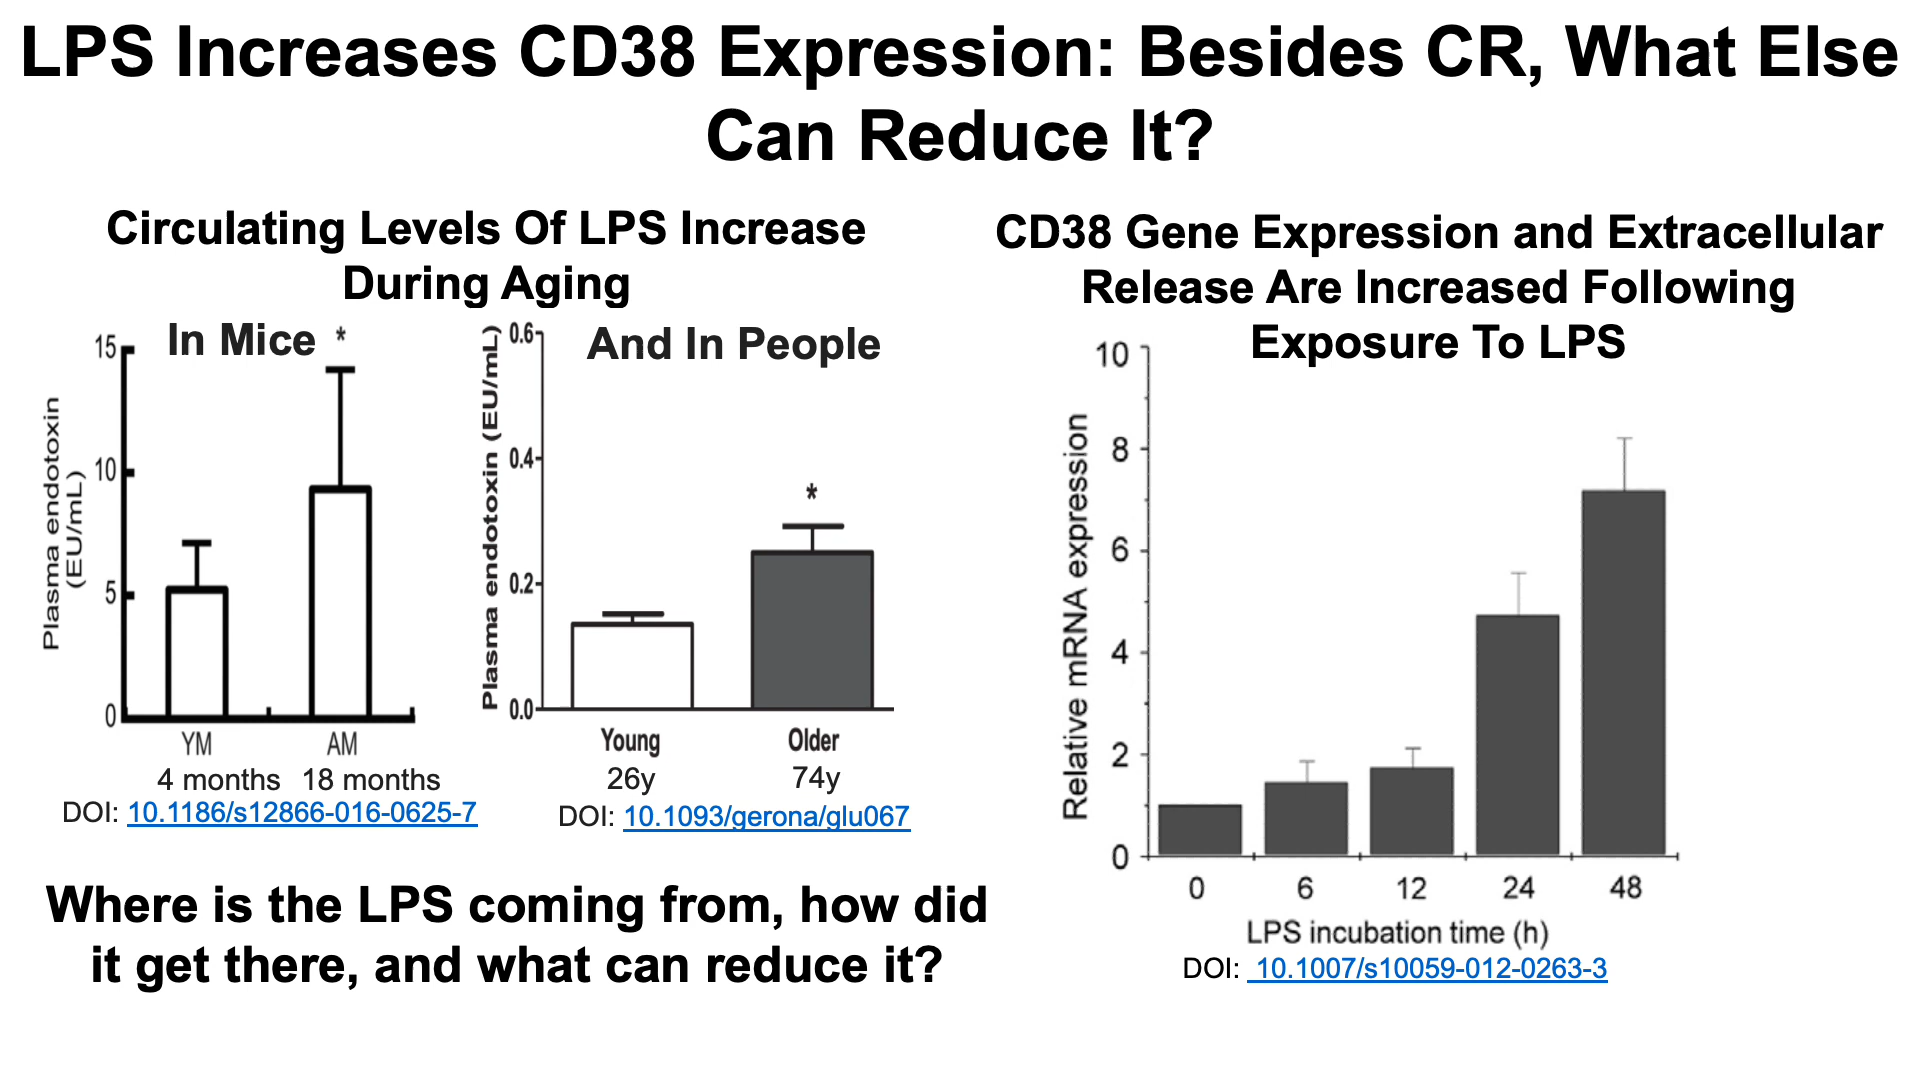 LPS Increases CD38 Expression: Besides CR, What Else
Can Reduce It?
Circulating Levels Of LPS Increase
During Aging
In Mice
*
15
10
5
0
Plasma endotoxin
(EU/mL)
YM
AM
4 months
18 months
DOI: 10.1186/s12866-016-0625-7
And In People
*
0.6
0.4
0.2
0.0
Plasma endotoxin (EU/mL)
Young
Older
26y
74y
DOI: 10.1093/gerona/glu067
Where is the LPS coming from, how did
it get there, and what can reduce it?
CD38 Gene Expression and Extracellular
Release Are Increased Following
Exposure To LPS
10
8
6
4
2
0
Relative mRNA expression
0
6
12
24
48
LPS incubation time (h)
DOI: 10.1007/s10059-012-0263-3